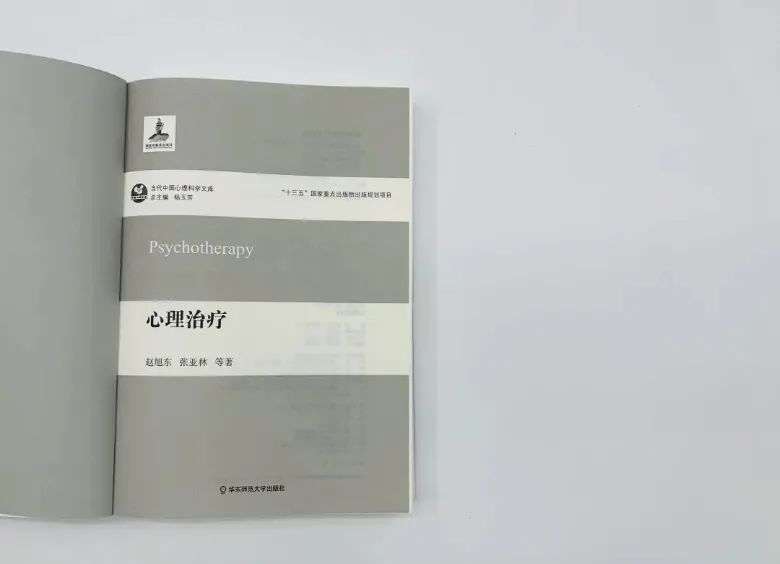 当代中国心理科学文库
总主编 杨玉芳
“十三五”国家重点出版物出版规划项目
Psychotherapy
心理治疗
赵旭东 张亚林 等著
华东师范大学出版社